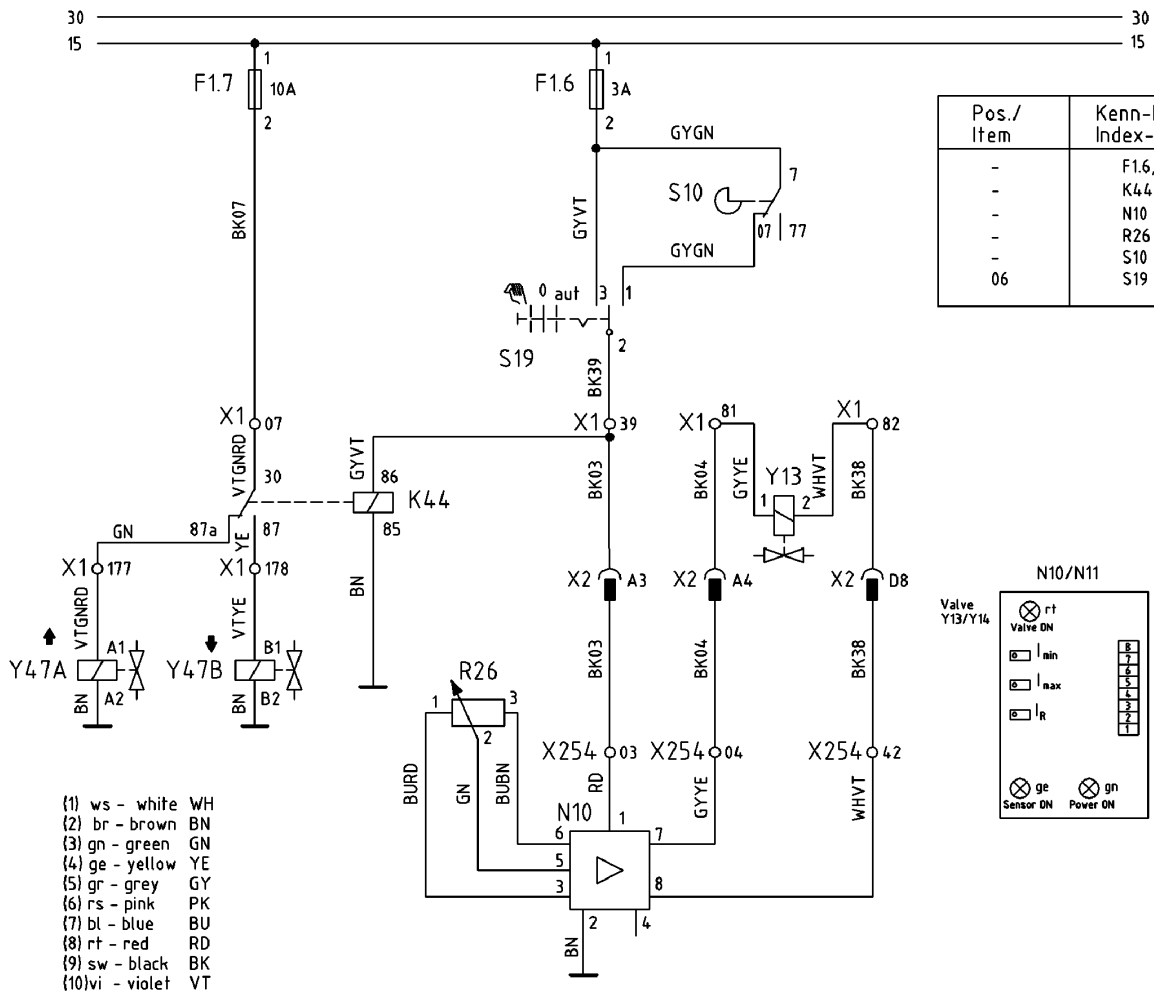 30 30
15 15
1 1
F1.7 10A F1.6 3A
2 2
Pos./ Kenn-
Item Index-
- F1.6,
- K44
- N10
- R26
- S10
06 S19
GYGN
7
S10
BK07 GYVT
07 77
GYGN
0 aut 3 1
S19 2
BK39
X1 07 X1 39 X1 81 X1 82
VTGNRD GYVT BK03 BK04 GYYE Y13 WHVT BK38
30 86 1 2
K44
87a 87 85
GN YE
X1 177 X1 178 BN X2 A3 X2 A4 X2 D8
VTGNRD VTYE BK03 BK04 BK38
A1 B1
Y47A Y47B
A2 B2
BN BN
R26
1 3
2
X254 03 X254 04 X254 42
BURD GN BUBN RD GYYE WHVT
N10 1
6 7
5
3 8
2 4
BN
N10/N11
Valve
Y13/Y14
rt
Valve ON
I min
I max
I R
8
7
6
5
4
3
2
1
ge gn
Sensor ON Power ON
(1) ws - white WH
(2) br - brown BN
(3) gn - green GN
(4) ge - yellow YE
(5) gr - grey GY
(6) rs - pink PK
(7) bl - blue BU
(8) rt - red RD
(9) sw - black BK
(10)vi - violet VT